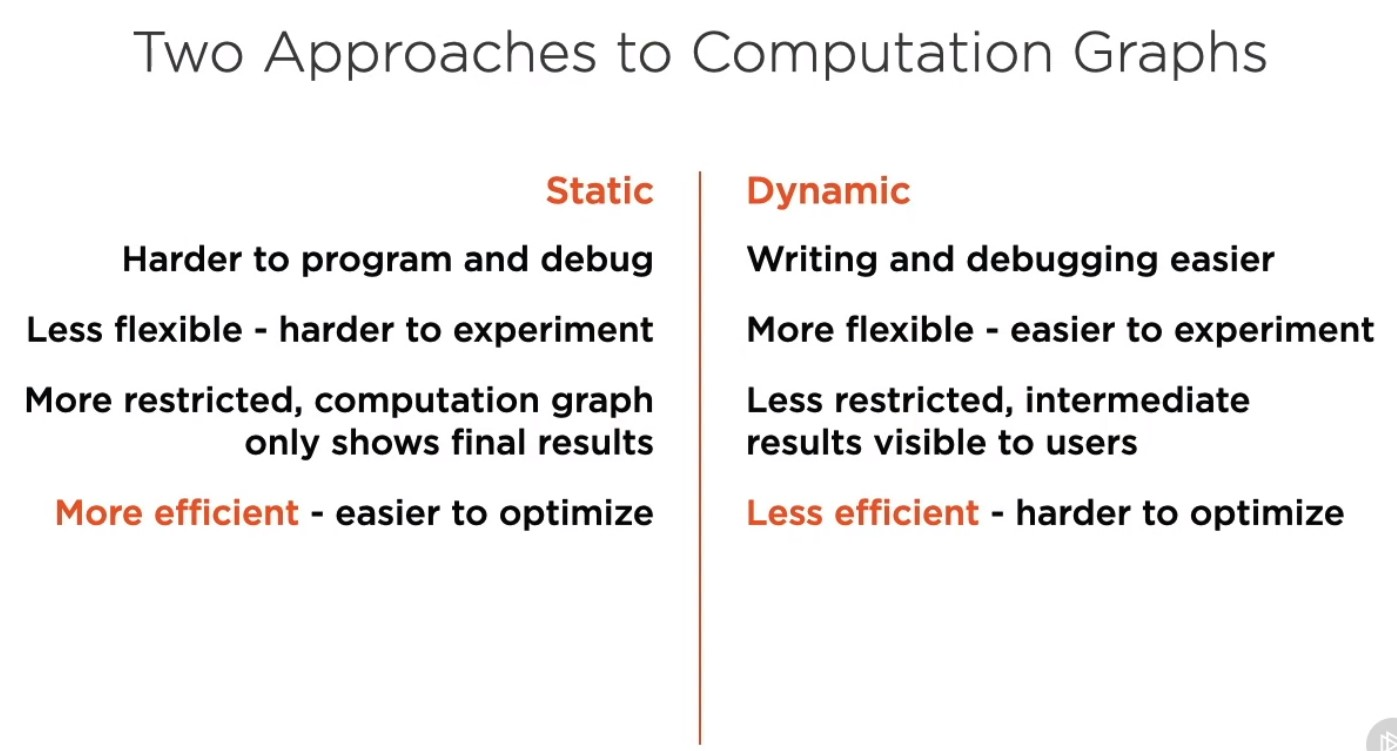 Two Approaches to Computation Graphs
Static
Harder to program and debug
Less flexible - harder to experiment
More restricted, computation graph
only shows final results
More efficient - easier to optimize
Dynamic
Writing and debugging easier
More flexible - easier to experiment
Less restricted, intermediate
results visible to users
Less efficient - harder to optimize